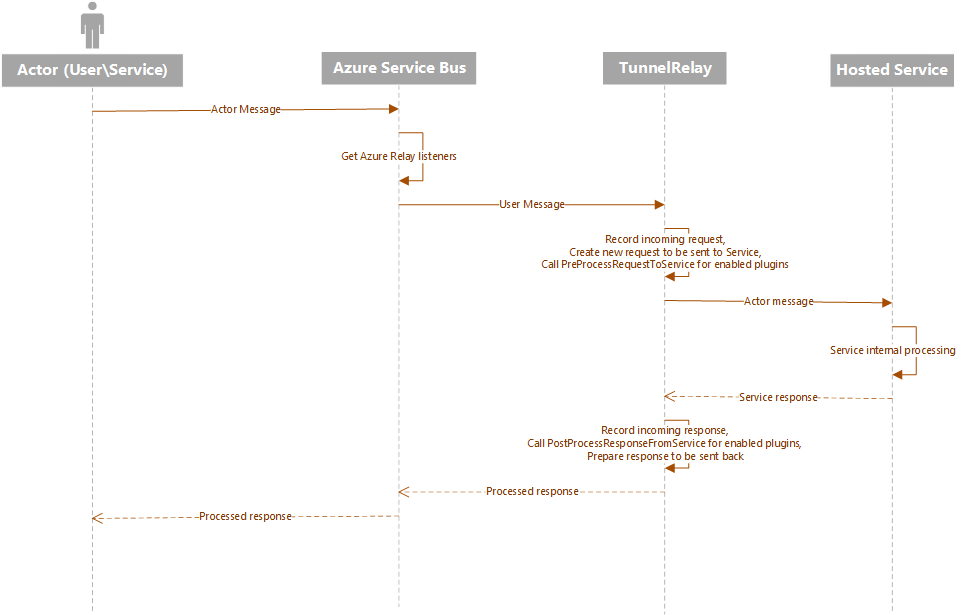 Actor (User\Service)
Azure Service Bus
TunnelRelay
Hosted Service
Actor Message
Get Azure Relay listeners
User Message
Record incoming request,
Create new request to be sent to Service,
Call PreProcessRequestToService for enabled plugins
Actor message
Service internal processing
Service response
Record incoming response,
Call PostProcessResponseFromService for enabled plugins,
Prepare response to be sent back
Processed response
Processed response